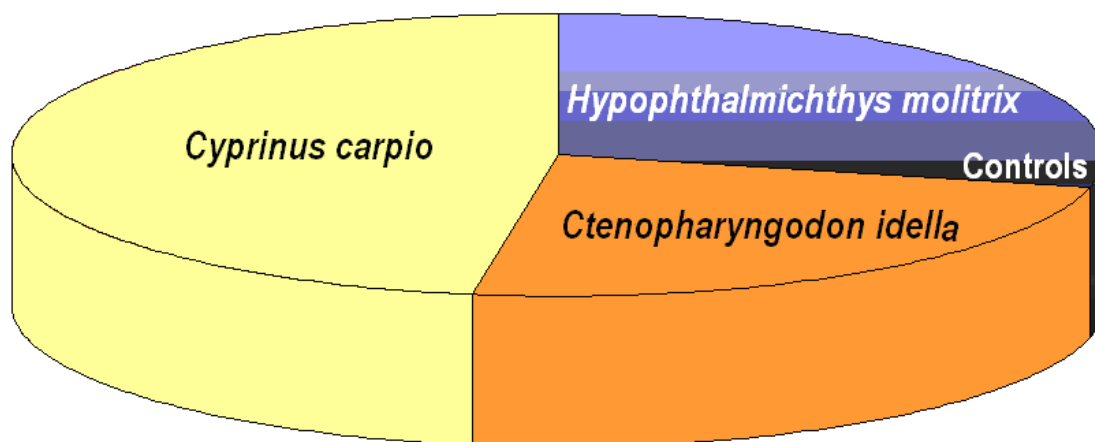 Hypophthalmichthys molitrix
Cyprinus carpio
Controls
Ctenopharyngodon idella